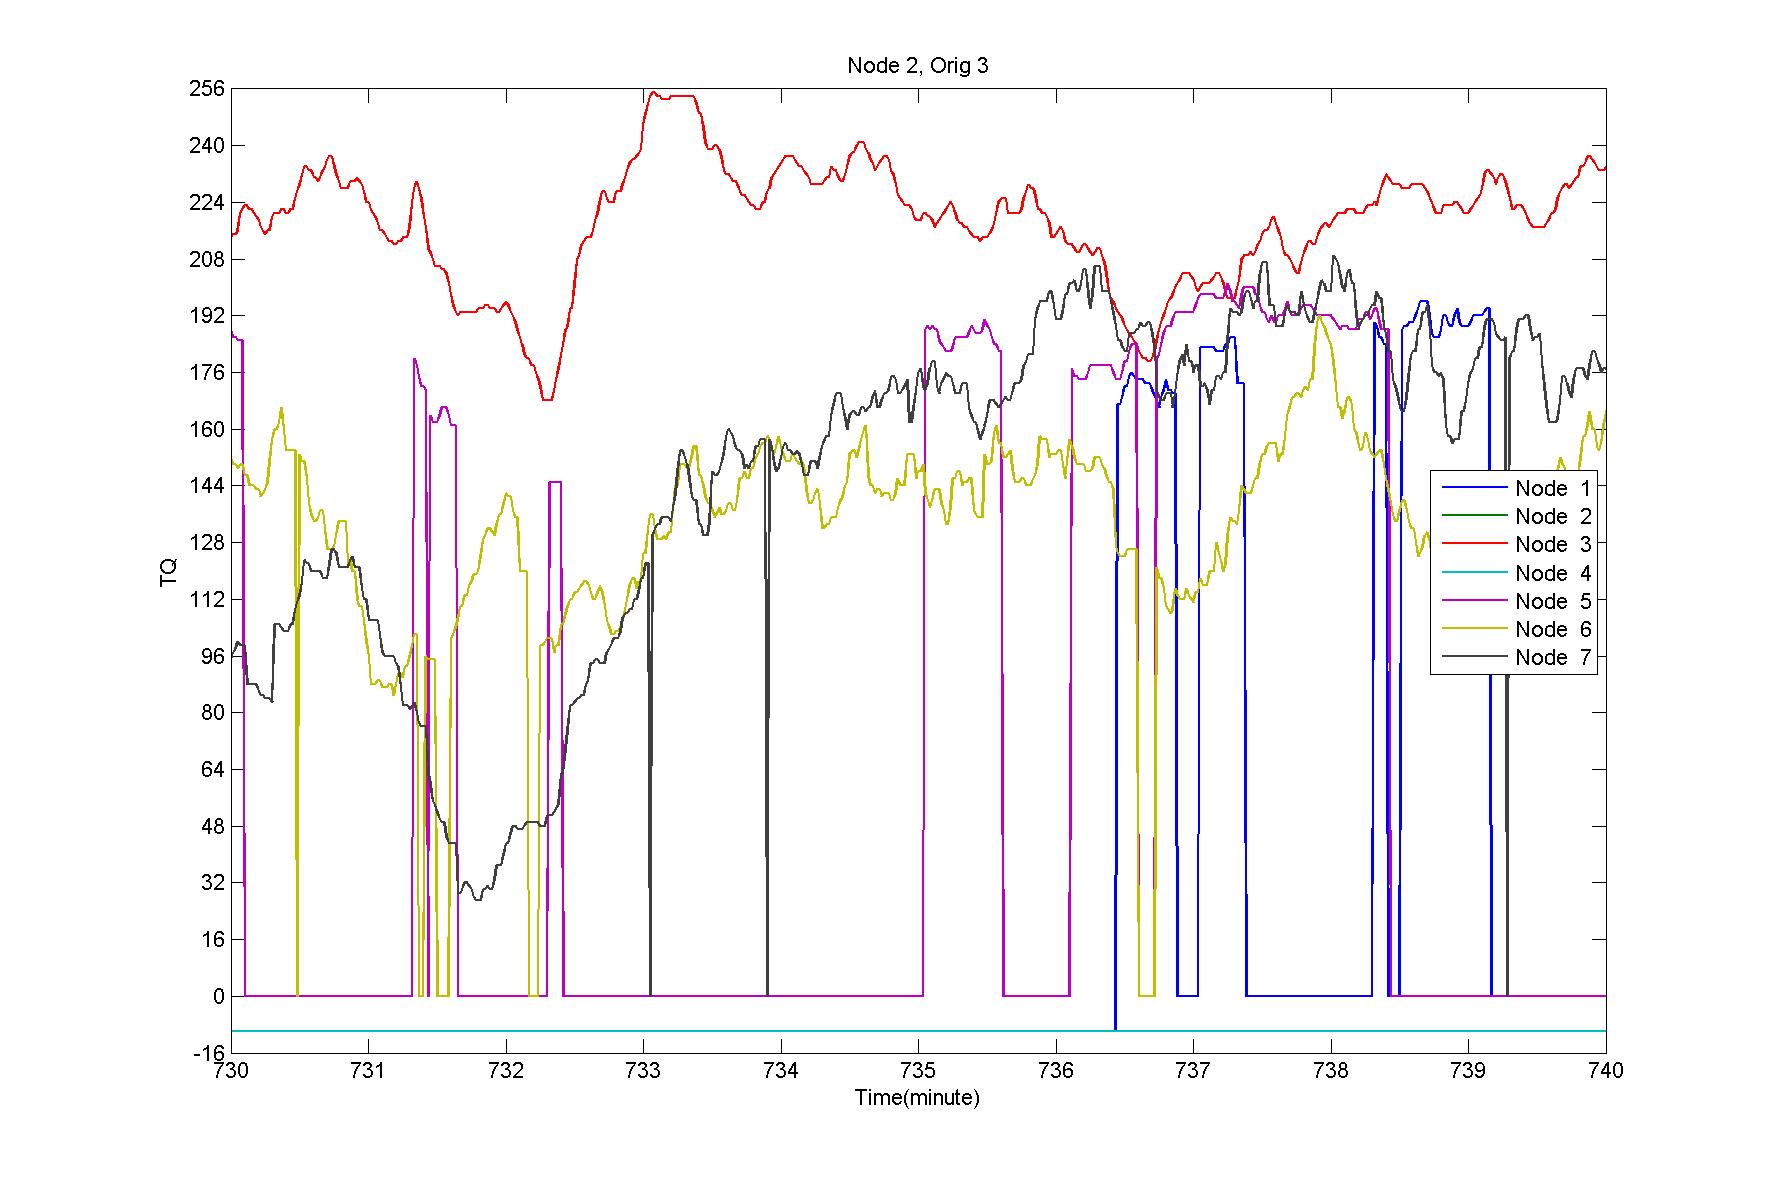 Node 2, Orig 3
256
240
224
208
192
176
160
144
128
112
96
80
64
48
32
16
0
-16
TQ
Node 1
Node 2
Node 3
Node 4
Node 5
Node 6
Node 7
730 731 732 733 734 735 736 737 738 739 740
Time(minute)